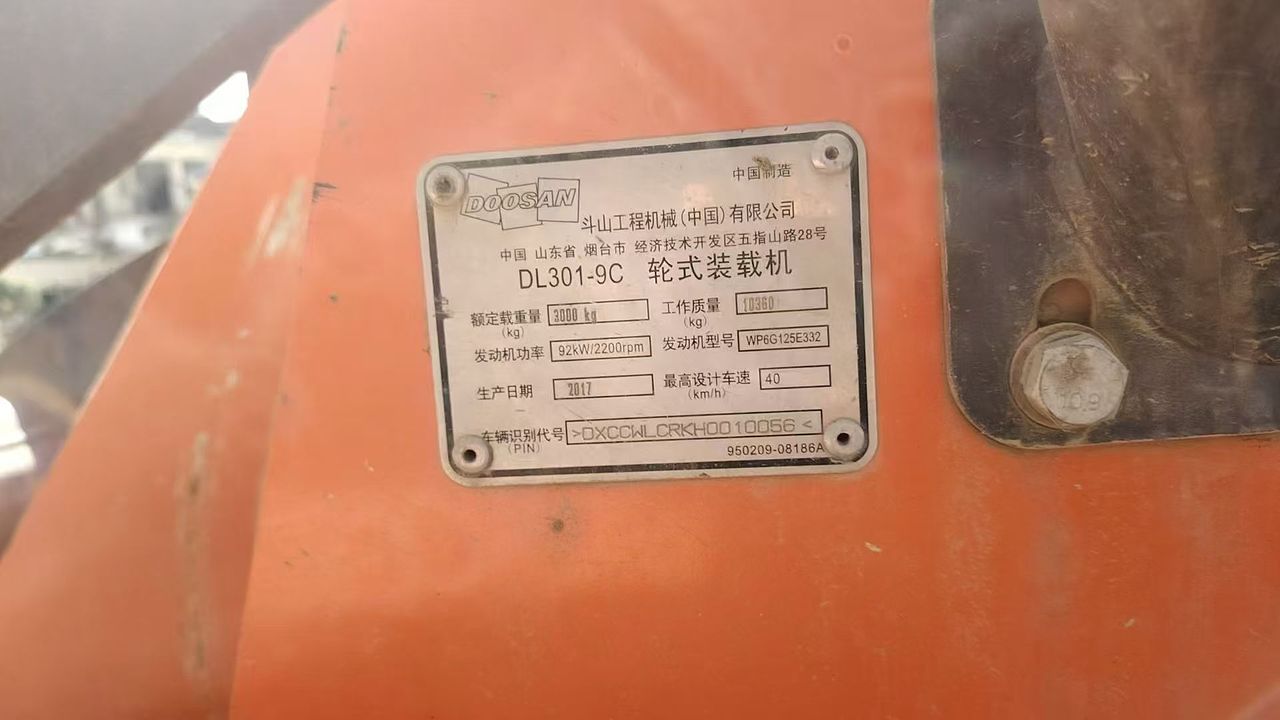 DOOSAN
中国制造
斗山工程机械(中国)有限公司
中国 山东省 烟台市 经济技术开发区五指山路28号
DL301-9C 轮式装载机
额定载重量 (kg) 3000 kg 工作质量 (kg) 10360
发动机功率 92kW/2200rpm 发动机型号 WP6G125E332
生产日期 2017 最高设计车速 (km/h) 40
车辆识别代号 (PIN) >DXCCWLCRKH0010056<
950209-08186A
10.9